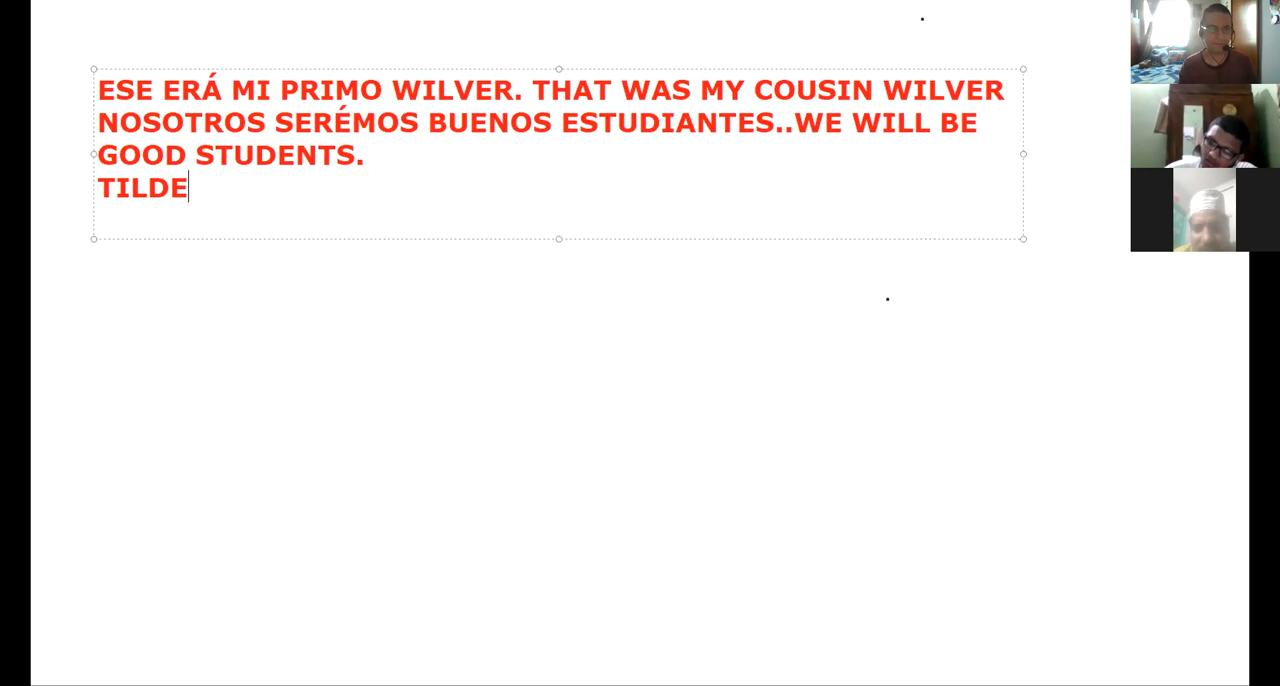 ESE ERÁ MI PRIMO WILVER. THAT WAS MY COUSIN WILVER
NOSOTROS SERÉMOS BUENOS ESTUDIANTES..WE WILL BE
GOOD STUDENTS.
TILDE